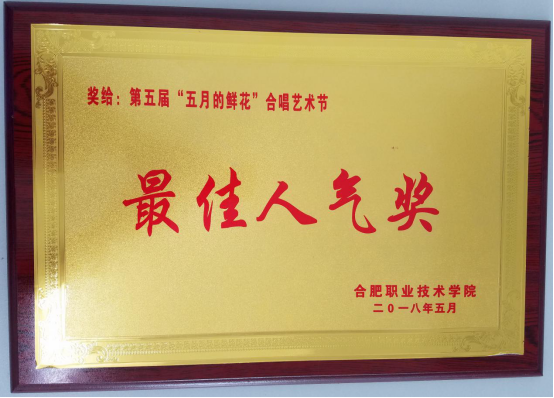 奖给：第五届“五月的鲜花”合唱艺术节
最佳人气奖
合肥职业技术学院
二0一八年五月